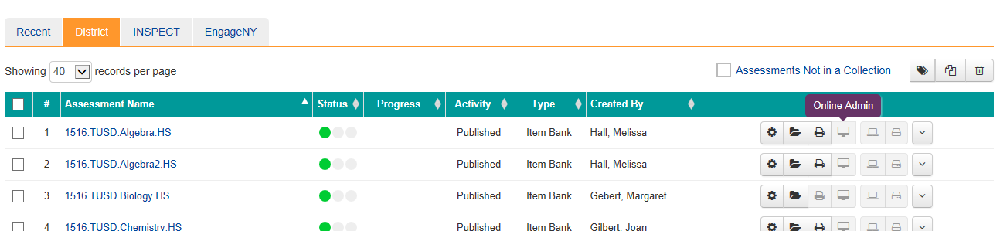 Recent District INSPECT EngageNY
Showing 40 records per page Assessments Not in a Collection
# Assessment Name Status Progress Activity Type Created By Online Admin
1 1516.TUSD.Algebra.HS Published Item Bank Hall, Melissa
2 1516.TUSD.Algebra2.HS Published Item Bank Hall, Melissa
3 1516.TUSD.Biology.HS Published Item Bank Gebert, Margaret
4 1516.TUSD.Chemistry.HS Published Item Bank Gilbert, Joan